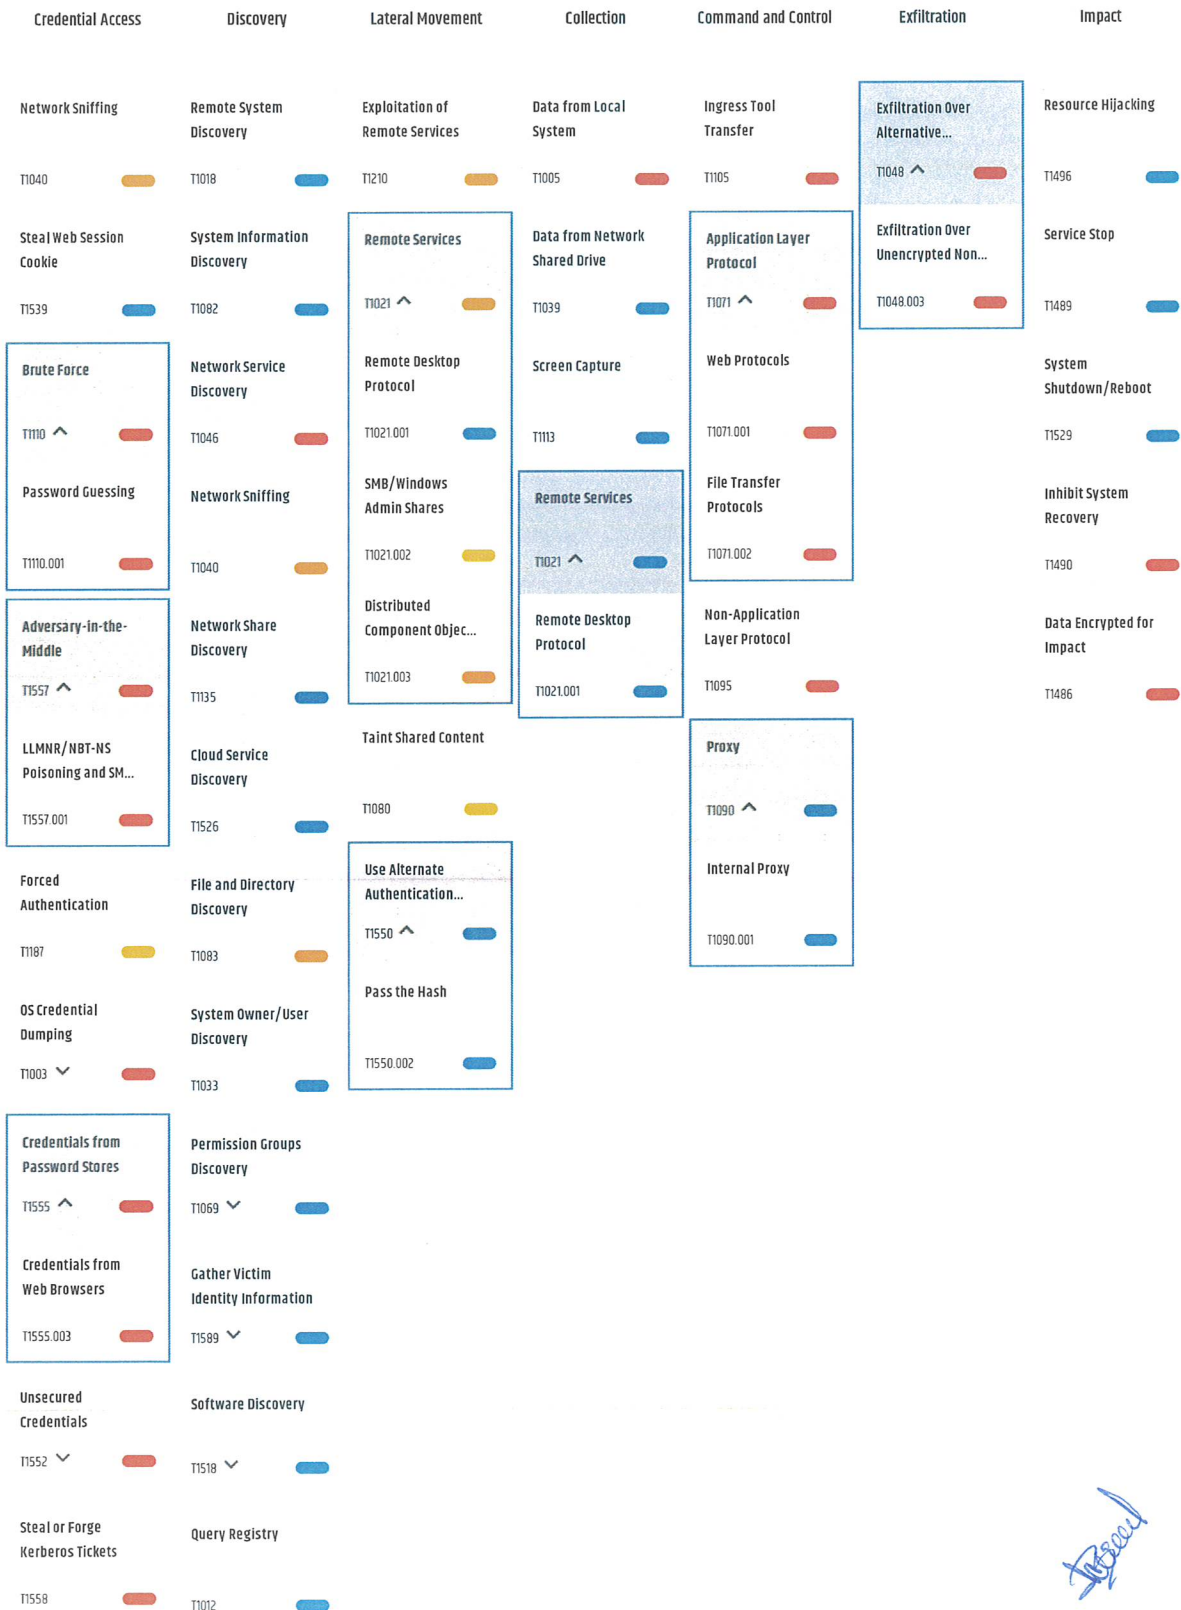 Credential Access
Network Sniffing
T1040
Steal Web Session
Cookie
T1539
Brute Force
T1110
Password Guessing
T1110.001
Adversary-in-the-
Middle
T1557
LLMNR/NBT-NS
Poisoning and SM...
T1557.001
Forced
Authentication
T1187
OS Credential
Dumping
T1003
Credentials from
Password Stores
T1555
Credentials from
Web Browsers
T1555.003
Unsecured
Credentials
T1552
Steal or Forge
Kerberos Tickets
T1558
Discovery
Remote System
Discovery
T1018
System Information
Discovery
T1082
Network Service
Discovery
T1046
Network Sniffing
T1040
Network Share
Discovery
T1135
Cloud Service
Discovery
T1526
File and Directory
Discovery
T1083
System Owner/User
Discovery
T1033
Permission Groups
Discovery
T1069
Gather Victim
Identity Information
T1589
Software Discovery
T1518
Query Registry
T1012
Lateral Movement
Exploitation of
Remote Services
T1210
Remote Services
T1021
Remote Desktop
Protocol
T1021.001
SMB/Windows
Admin Shares
T1021.002
Distributed
Component Objec...
T1021.003
Taint Shared Content
T1080
Use Alternate
Authentication...
T1550
Pass the Hash
T1550.002
Collection
Data from Local
System
T1005
Data from Network
Shared Drive
T1039
Screen Capture
T1113
Remote Services
T1021
Remote Desktop
Protocol
T1021.001
Command and Control
Ingress Tool
Transfer
T1105
Application Layer
Protocol
T1071
Web Protocols
T1071.001
File Transfer
Protocols
T1071.002
Non-Application
Layer Protocol
T1095
Proxy
T1090
Internal Proxy
T1090.001
Exfiltration
Exfiltration Over
Alternative...
T1048
Exfiltration Over
Unencrypted Non...
T1048.003
Impact
Resource Hijacking
T1496
Service Stop
T1489
System
Shutdown/Reboot
T1529
Inhibit System
Recovery
T1490
Data Encrypted for
Impact
T1486